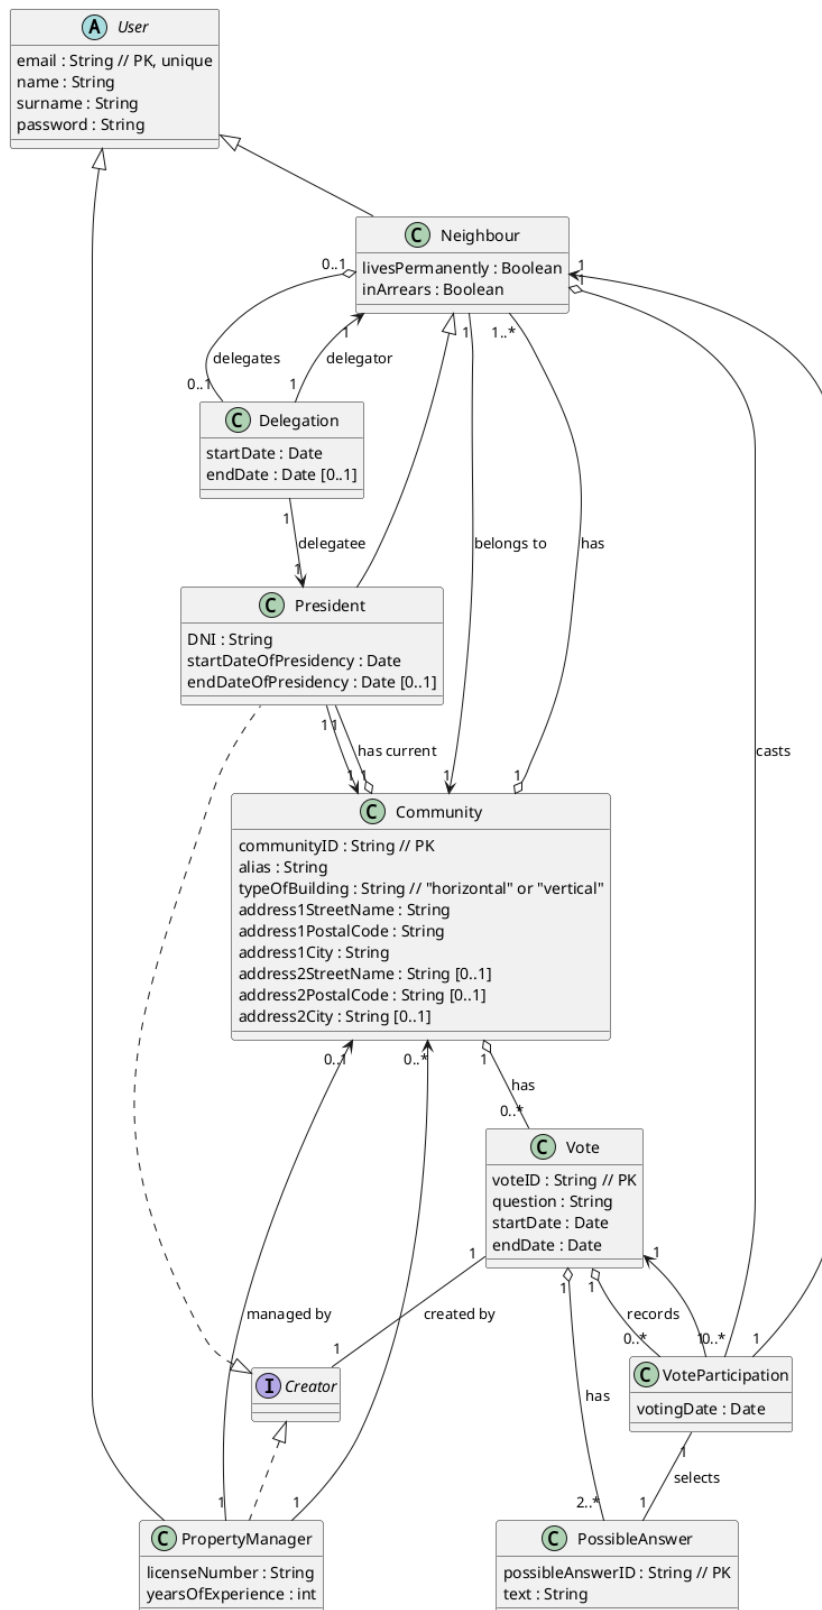 A User
email : String // PK, unique
name : String
surname : String
password : String
C Neighbour
livesPermanently : Boolean
inArrears : Boolean
0..1
1
1
1
1
1..*
delegates
delegator
0..1
1
C Delegation
startDate : Date
endDate : Date [0..1]
1
delegatee
1
belongs to
has
casts
C President
DNI : String
startDateOfPresidency : Date
endDateOfPresidency : Date [0..1]
1
1
has current
1
1
1
1
C Community
communityID : String // PK
alias : String
typeOfBuilding : String // "horizontal" or "vertical"
address1StreetName : String
address1PostalCode : String
address1City : String
address2StreetName : String [0..1]
address2PostalCode : String [0..1]
address2City : String [0..1]
0..1
0..*
1
has
0..*
C Vote
voteID : String // PK
question : String
startDate : Date
endDate : Date
1
1
1
1
managed by
created by
records
1
0..*
1
0..*
1
I Creator
C VoteParticipation
votingDate : Date
has
1
selects
1
1
2..*
1
C PropertyManager
licenseNumber : String
yearsOfExperience : int
C PossibleAnswer
possibleAnswerID : String // PK
text : String